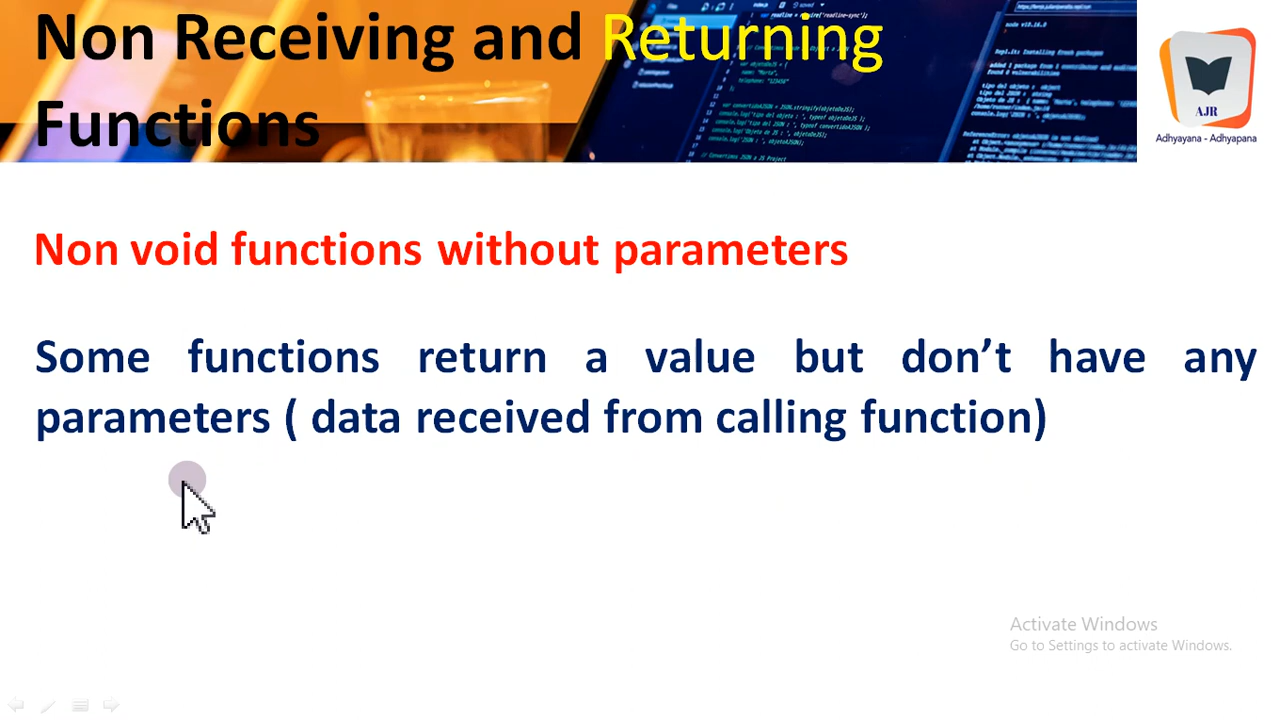 Non Receiving and Returning
Functions
AJR
Adhyayana - Adhyapana
Non void functions without parameters
Some functions return a value but don’t have any
parameters ( data received from calling function)
Activate Windows
Go to Settings to activate Windows.